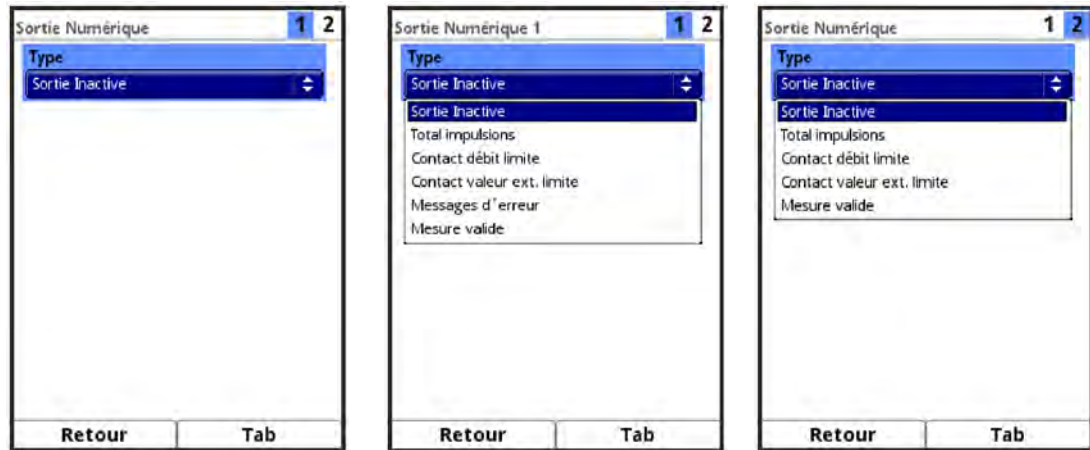 Sortie Numérique 1 2
Type
Sortie Inactive
Retour Tab
Sortie Numérique 1 1 2
Type
Sortie Inactive
Sortie Inactive
Total impulsions
Contact débit limite
Contact valeur ext. limite
Messages d´erreur
Mesure valide
Retour Tab
Sortie Numérique 1 2
Type
Sortie Inactive
Sortie Inactive
Total impulsions
Contact débit limite
Contact valeur ext. limite
Mesure valide
Retour Tab